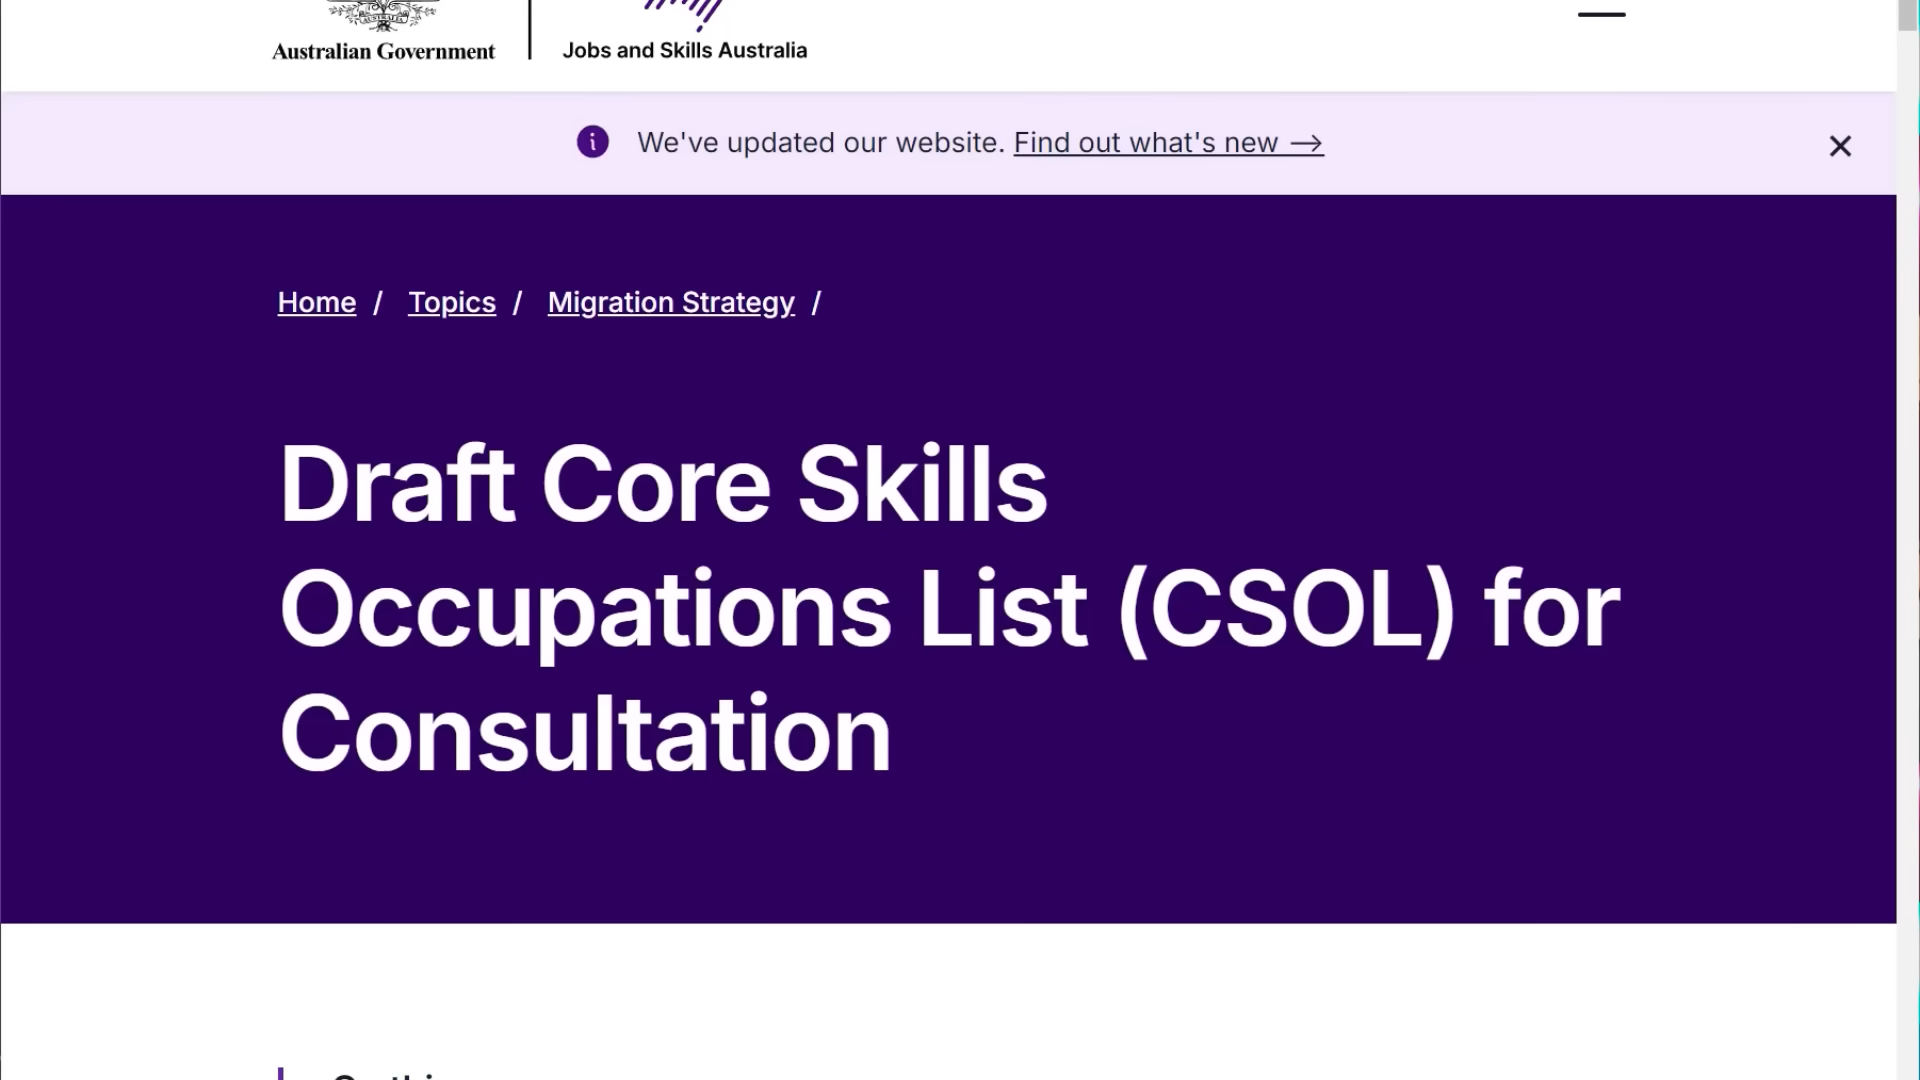 AUSTRALIA
Australian Government
Jobs and Skills Australia
We've updated our website. Find out what's new →
Home / Topics / Migration Strategy /
Draft Core Skills
Occupations List (CSOL) for
Consultation